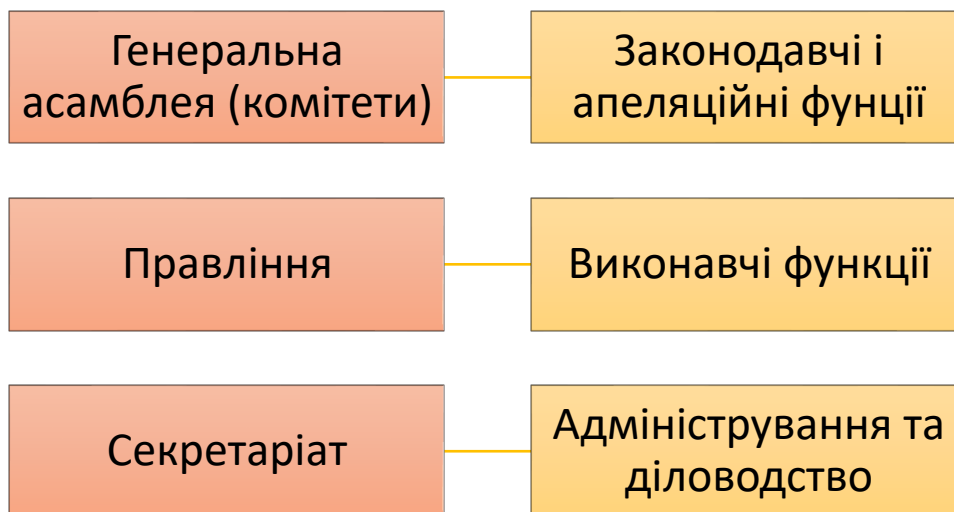 Генеральна
асамблея (комітети)
Законодавчі і
апеляційні фунції
Правління
Виконавчі функції
Секретаріат
Адміністрування та
діловодство